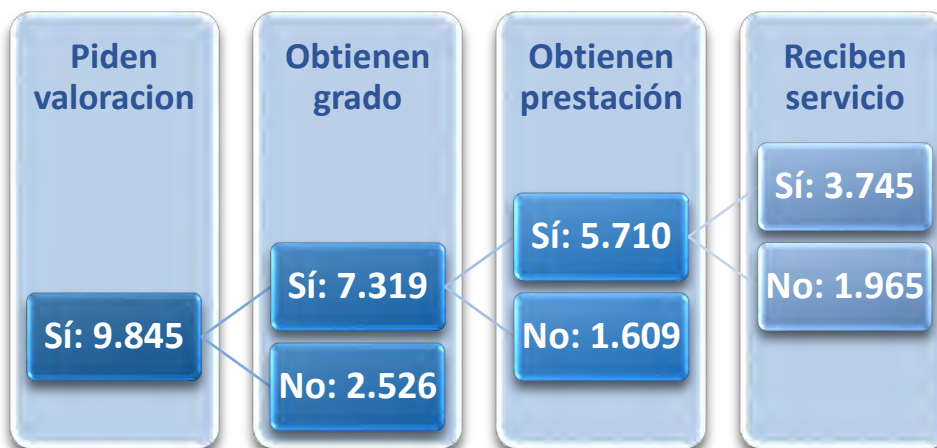 Piden
valoracion
Sí: 9.845
Obtienen
grado
Sí: 7.319
No: 2.526
Obtienen
prestación
Sí: 5.710
No: 1.609
Reciben
servicio
Sí: 3.745
No: 1.965